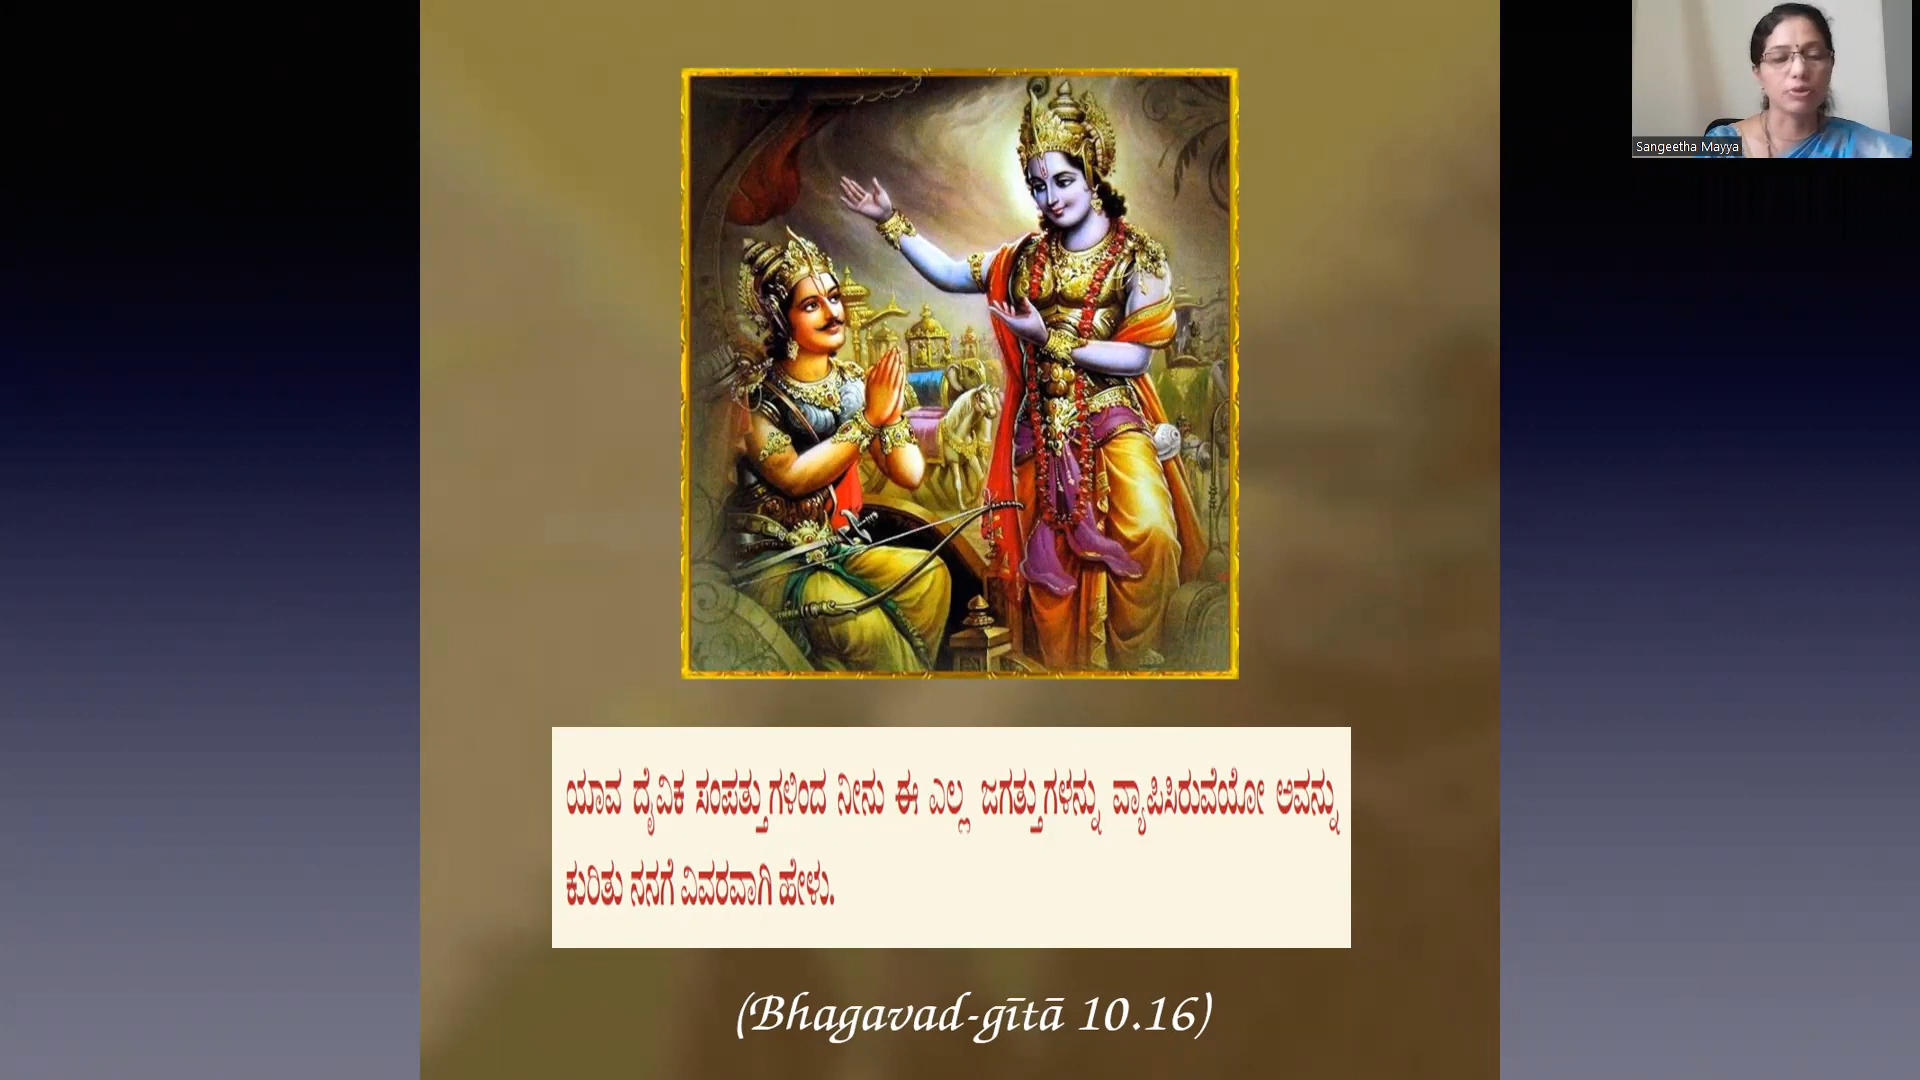 Sangeetha Mayya
ಯಾವ ದೈವಿಕ ಸಂಪತ್ತುಗಳಿಂದ ನೀನು ಈ ಎಲ್ಲ ಜಗತ್ತುಗಳನ್ನು ವ್ಯಾಪಿಸಿರುವೆಯೋ ಅವನ್ನು
ಕುರಿತು ನನಗೆ ವಿವರವಾಗಿ ಹೇಳು.
(Bhagavad-gītā 10.16)